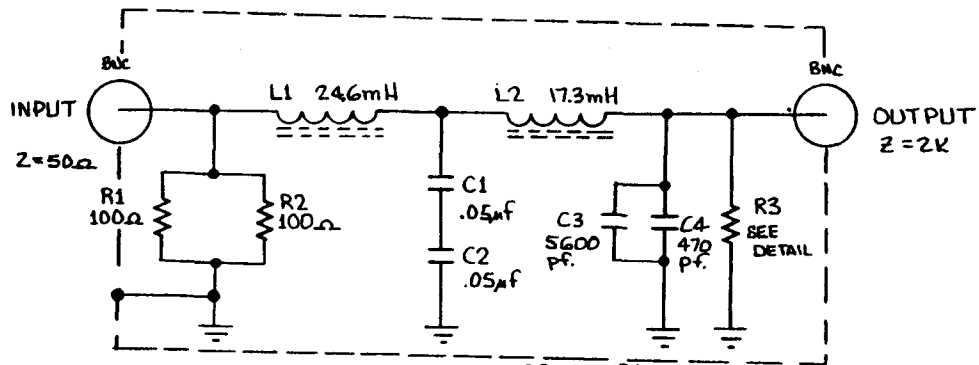 BNC
BNC
INPUT
L1 24.6mH
L2 17.3mH
OUTPUT
Z=50Ω
Z=2K
R1
100Ω
R2
100Ω
C1
.05μf
C2
.05μf
C3
5600
pf.
C4
470
pf.
R3
SEE
DETAIL